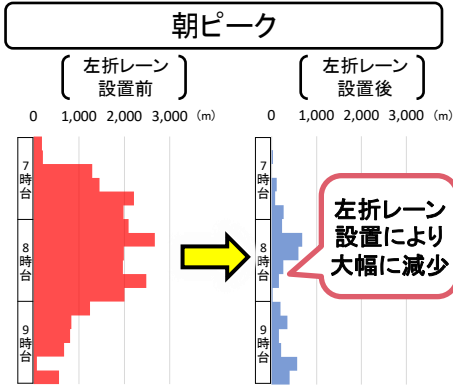 朝ピーク
左折レーン
設置前
左折レーン
設置後
0 1,000 2,000 3,000 (m)
0 1,000 2,000 3,000 (m)
7時台
8時台
9時台
7時台
8時台
9時台
左折レーン
設置により
大幅に減少